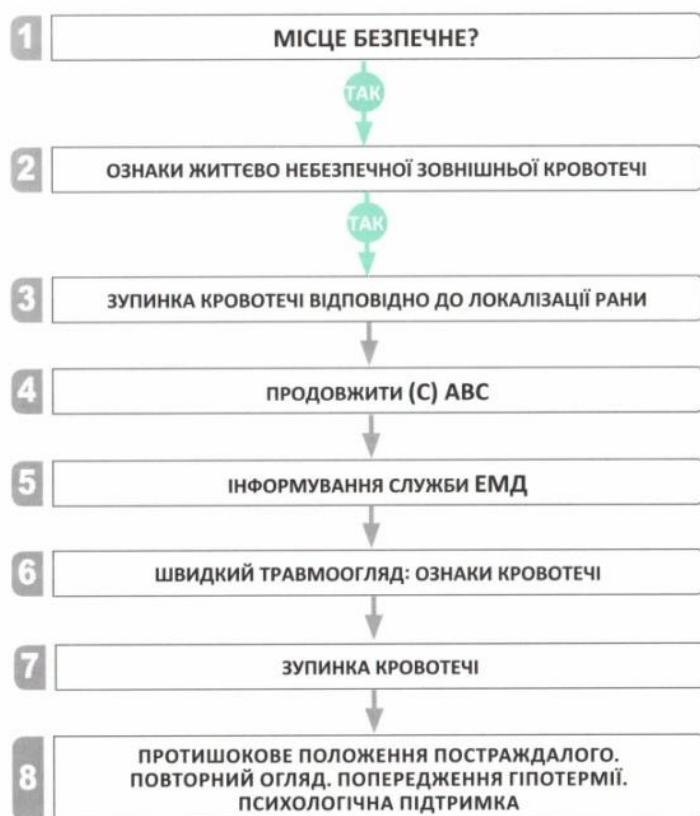 1
МІСЦЕ БЕЗПЕЧНЕ?
ТАК
2
ОЗНАКИ ЖИТТЄВО НЕБЕЗПЕЧНОЇ ЗОВНІШНЬОЇ КРОВОТЕЧІ
ТАК
3
ЗУПИНКА КРОВОТЕЧІ ВІДПОВІДНО ДО ЛОКАЛІЗАЦІЇ РАНИ
4
ПРОДОВЖИТИ (С) АВС
5
ІНФОРМУВАННЯ СЛУЖБИ ЕМД
6
ШВИДКИЙ ТРАВМООГЛЯД: ОЗНАКИ КРОВОТЕЧІ
7
ЗУПИНКА КРОВОТЕЧІ
8
ПРОТИШОКОВЕ ПОЛОЖЕННЯ ПОСТРАЖДАЛОГО.
ПОВТОРНИЙ ОГЛЯД. ПОПЕРЕДЖЕННЯ ГІПОТЕРМІЇ.
ПСИХОЛОГІЧНА ПІДТРИМКА